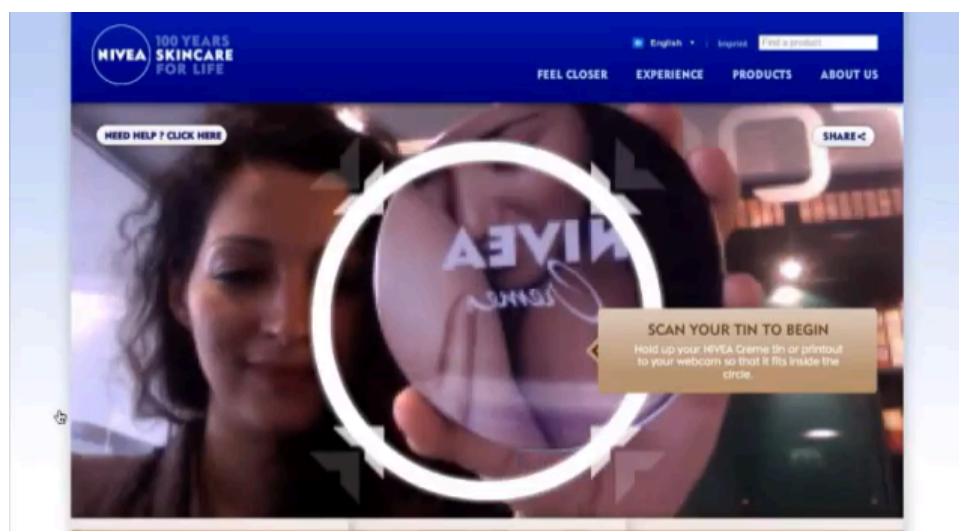 NIVEA
100 YEARS
SKINCARE
FOR LIFE
English
Imprint
Find a product
FEEL CLOSER
EXPERIENCE
PRODUCTS
ABOUT US
NEED HELP ? CLICK HERE
SHARE
NIVEA
Creme
SCAN YOUR TIN TO BEGIN
Hold up your NIVEA Creme tin or printout
to your webcam so that it fits inside the
circle.